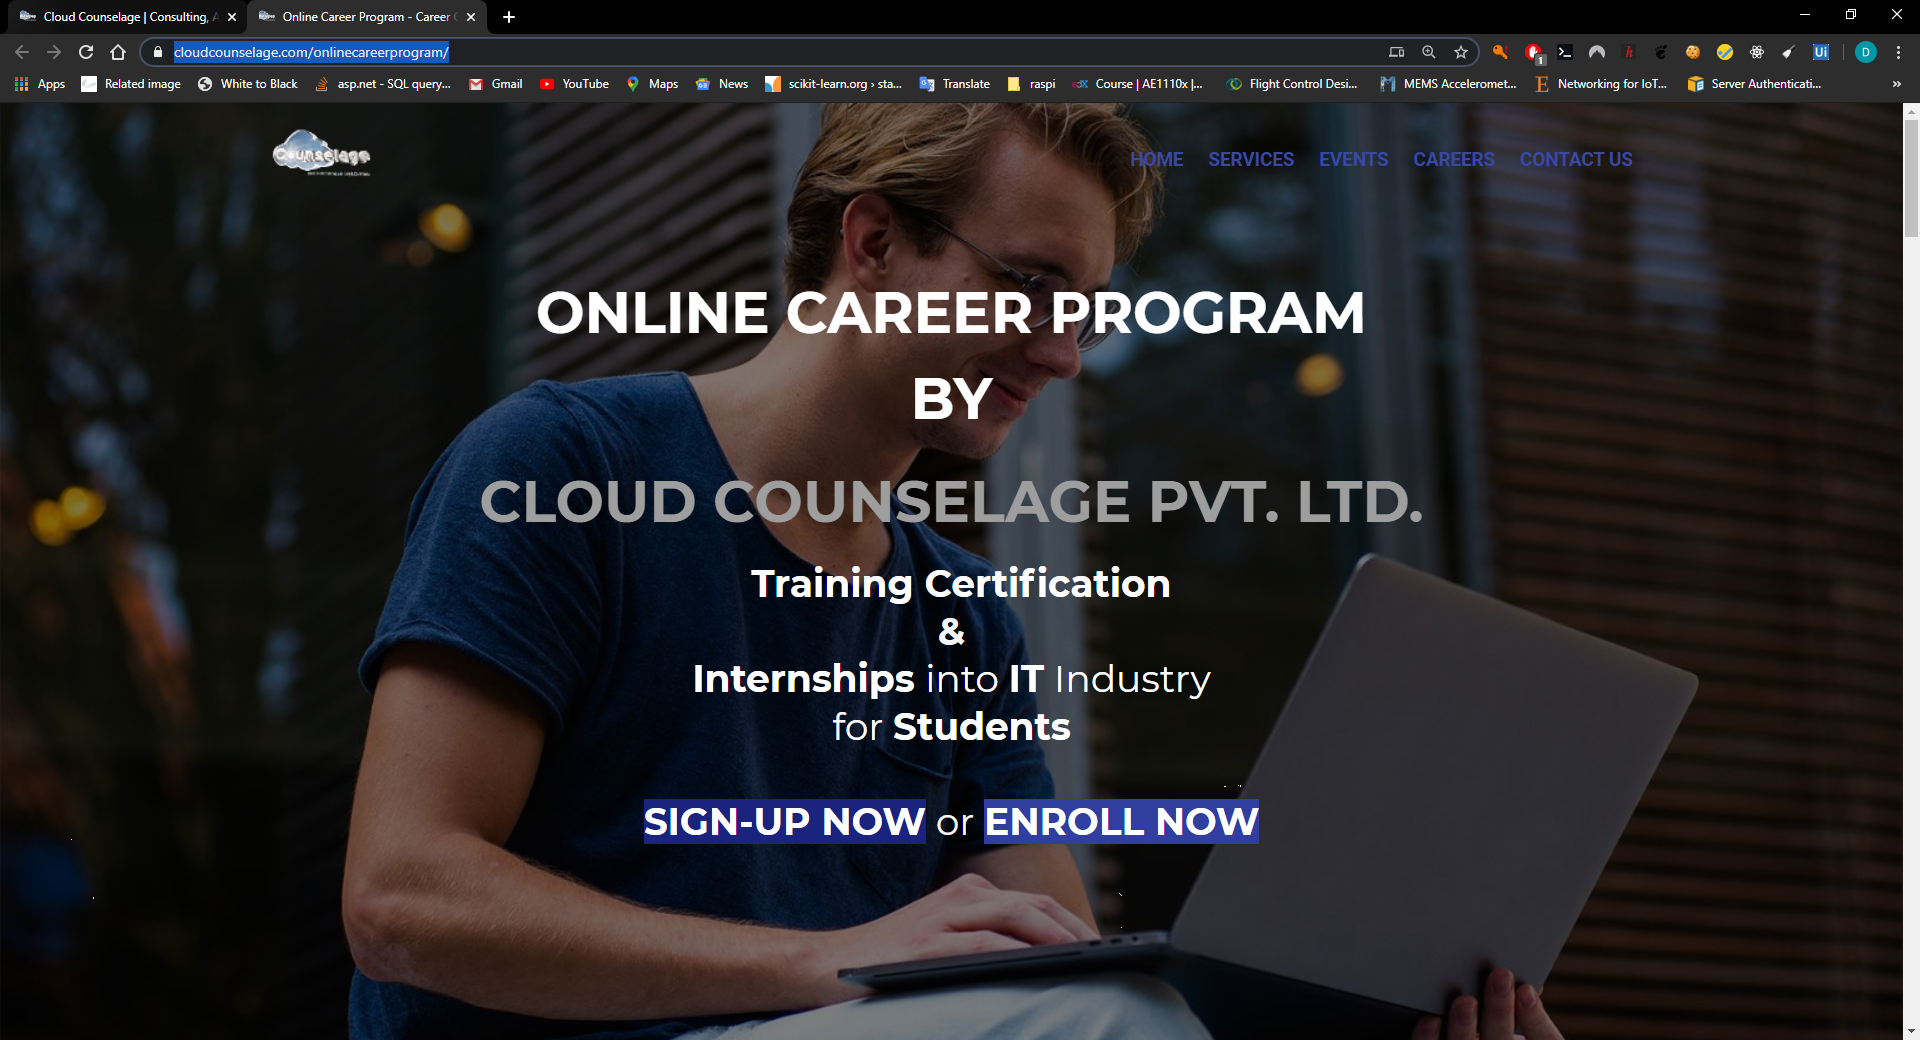 Cloud Counselage | Consulting, A
Online Career Program - Career C
cloudcounselage.com/onlinecareerprogram/
1
Ui
D
Apps
Related image
White to Black
asp.net - SQL query...
Gmail
YouTube
Maps
News
scikit-learn.org › sta...
Translate
raspi
Course | AE1110x |...
Flight Control Desi...
MEMS Acceleromet...
Networking for IoT...
Server Authenticati...
»
Counselage
HOME
SERVICES
EVENTS
CAREERS
CONTACT US
ONLINE CAREER PROGRAM
BY
CLOUD COUNSELAGE PVT. LTD.
Training Certification
&
Internships into IT Industry
for Students
SIGN-UP NOW or ENROLL NOW